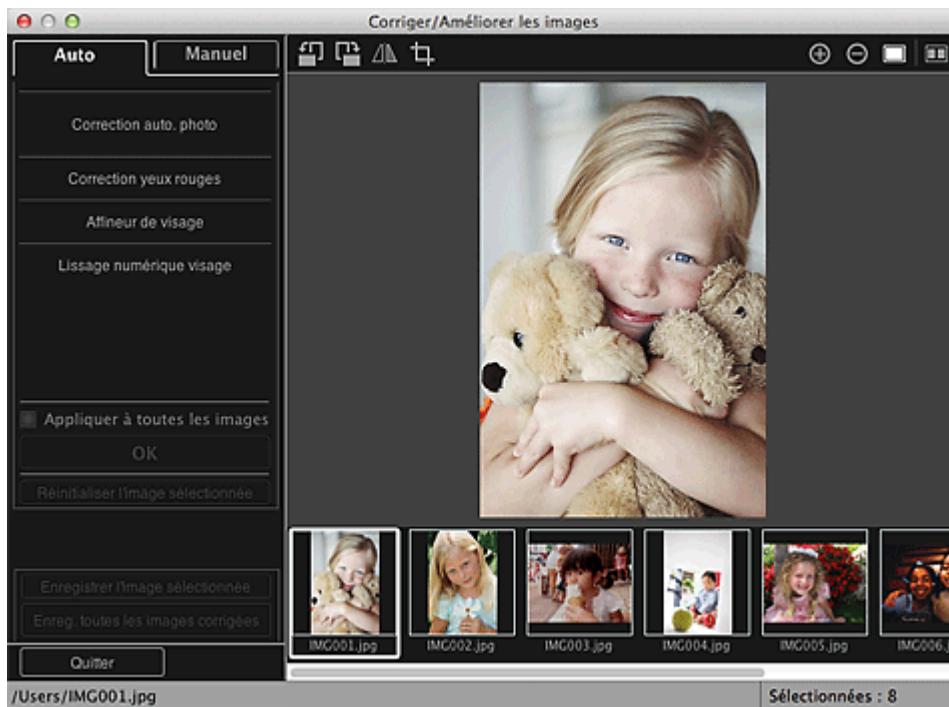 Corriger/Améliorer les images
Auto
Manuel
Correction auto. photo
Correction yeux rouges
Affineur de visage
Lissage numérique visage
Appliquer à toutes les images
OK
Réinitialiser l'image sélectionnée
Enregistrer l'image sélectionnée
Enreg. toutes les images corrigées
Quitter
IMG001.jpg
IMG002.jpg
IMG003.jpg
IMG004.jpg
IMG005.jpg
IMG006.j
/Users/IMG001.jpg
Sélectionnées : 8